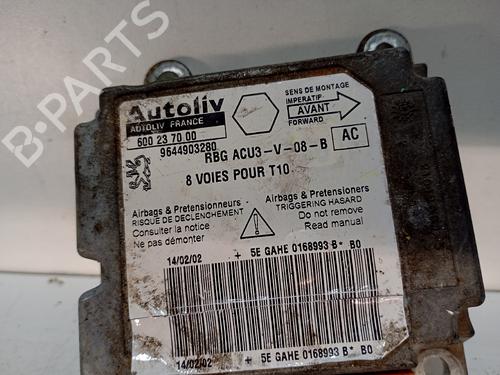 Autoliv
AUTOLIV FRANCE
600 23 70 00
9644903280
SENS DE MONTAGE
IMPERATIF
AVANT
FORWARD
RBG ACU3-V-08-B
AC
8 VOIES POUR T10
Airbags & Pretensionneurs
RISQUE DE DECLENCHEMENT
Consulter la notice
Ne pas démonter
Airbags & Pretensioners
TRIGGERING HAZARD
Do not remove
Read manual
14/02/02 + 5E GAHE 0168993 B* B0
14/02/02 + 5E GAHE 0168993 B* B0
B-PARTS